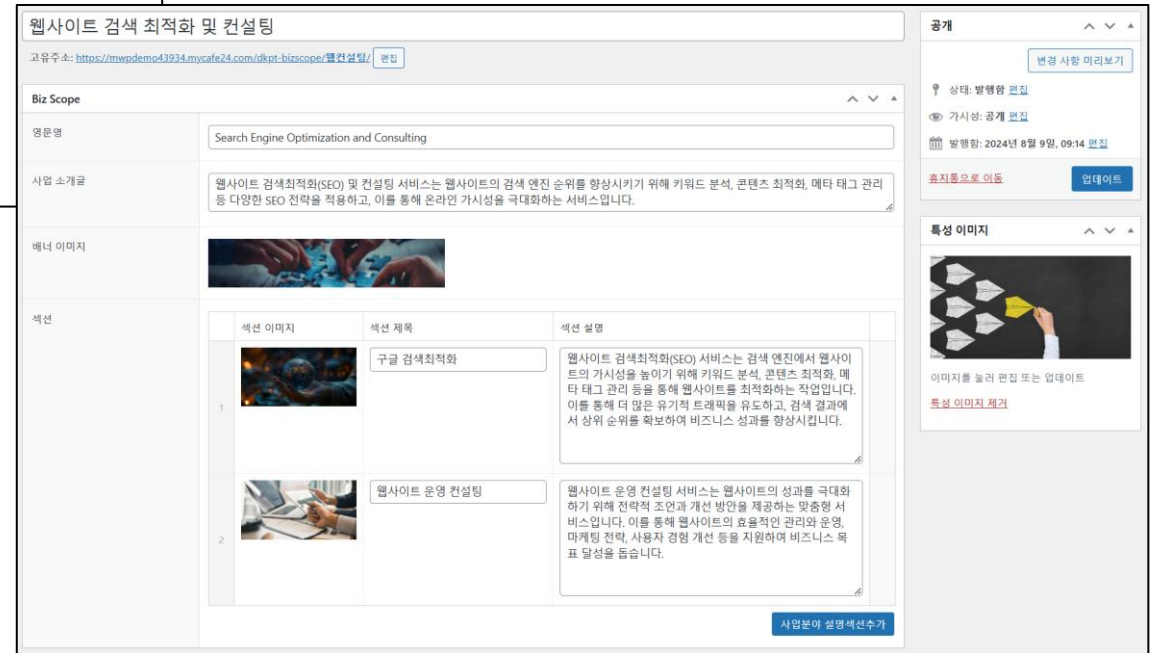 웹사이트 검색 최적화 및 컨설팅
고유주소: https://mwpdemo43934.mycafe24.com/dkpt-bizscope/웹컨설팅/ 편집
Biz Scope
영문명
Search Engine Optimization and Consulting
사업 소개글
웹사이트 검색최적화(SEO) 및 컨설팅 서비스는 웹사이트의 검색 엔진 순위를 향상시키기 위해 키워드 분석, 콘텐츠 최적화, 메타 태그 관리
등 다양한 SEO 전략을 적용하고, 이를 통해 온라인 가시성을 극대화하는 서비스입니다.
배너 이미지
섹션
섹션 이미지 섹션 제목 섹션 설명
1
구글 검색최적화
웹사이트 검색최적화(SEO) 서비스는 검색 엔진에서 웹사이
트의 가시성을 높이기 위해 키워드 분석, 콘텐츠 최적화, 메
타 태그 관리 등을 통해 웹사이트를 최적화하는 작업입니다.
이를 통해 더 많은 유기적 트래픽을 유도하고, 검색 결과에
서 상위 순위를 확보하여 비즈니스 성과를 향상시킵니다.
2
웹사이트 운영 컨설팅
웹사이트 운영 컨설팅 서비스는 웹사이트의 성과를 극대화
하기 위해 전략적 조언과 개선 방안을 제공하는 맞춤형 서
비스입니다. 이를 통해 웹사이트의 효율적인 관리와 운영,
마케팅 전략, 사용자 경험 개선 등을 지원하여 비즈니스 목
표 달성을 돕습니다.
사업분야 설명섹션추가
공개
변경 사항 미리보기
상태: 발행함 편집
가시성: 공개 편집
발행함: 2024년 8월 9일, 09:14 편집
휴지통으로 이동 업데이트
특성 이미지
이미지를 눌러 편집 또는 업데이트
특성 이미지 제거